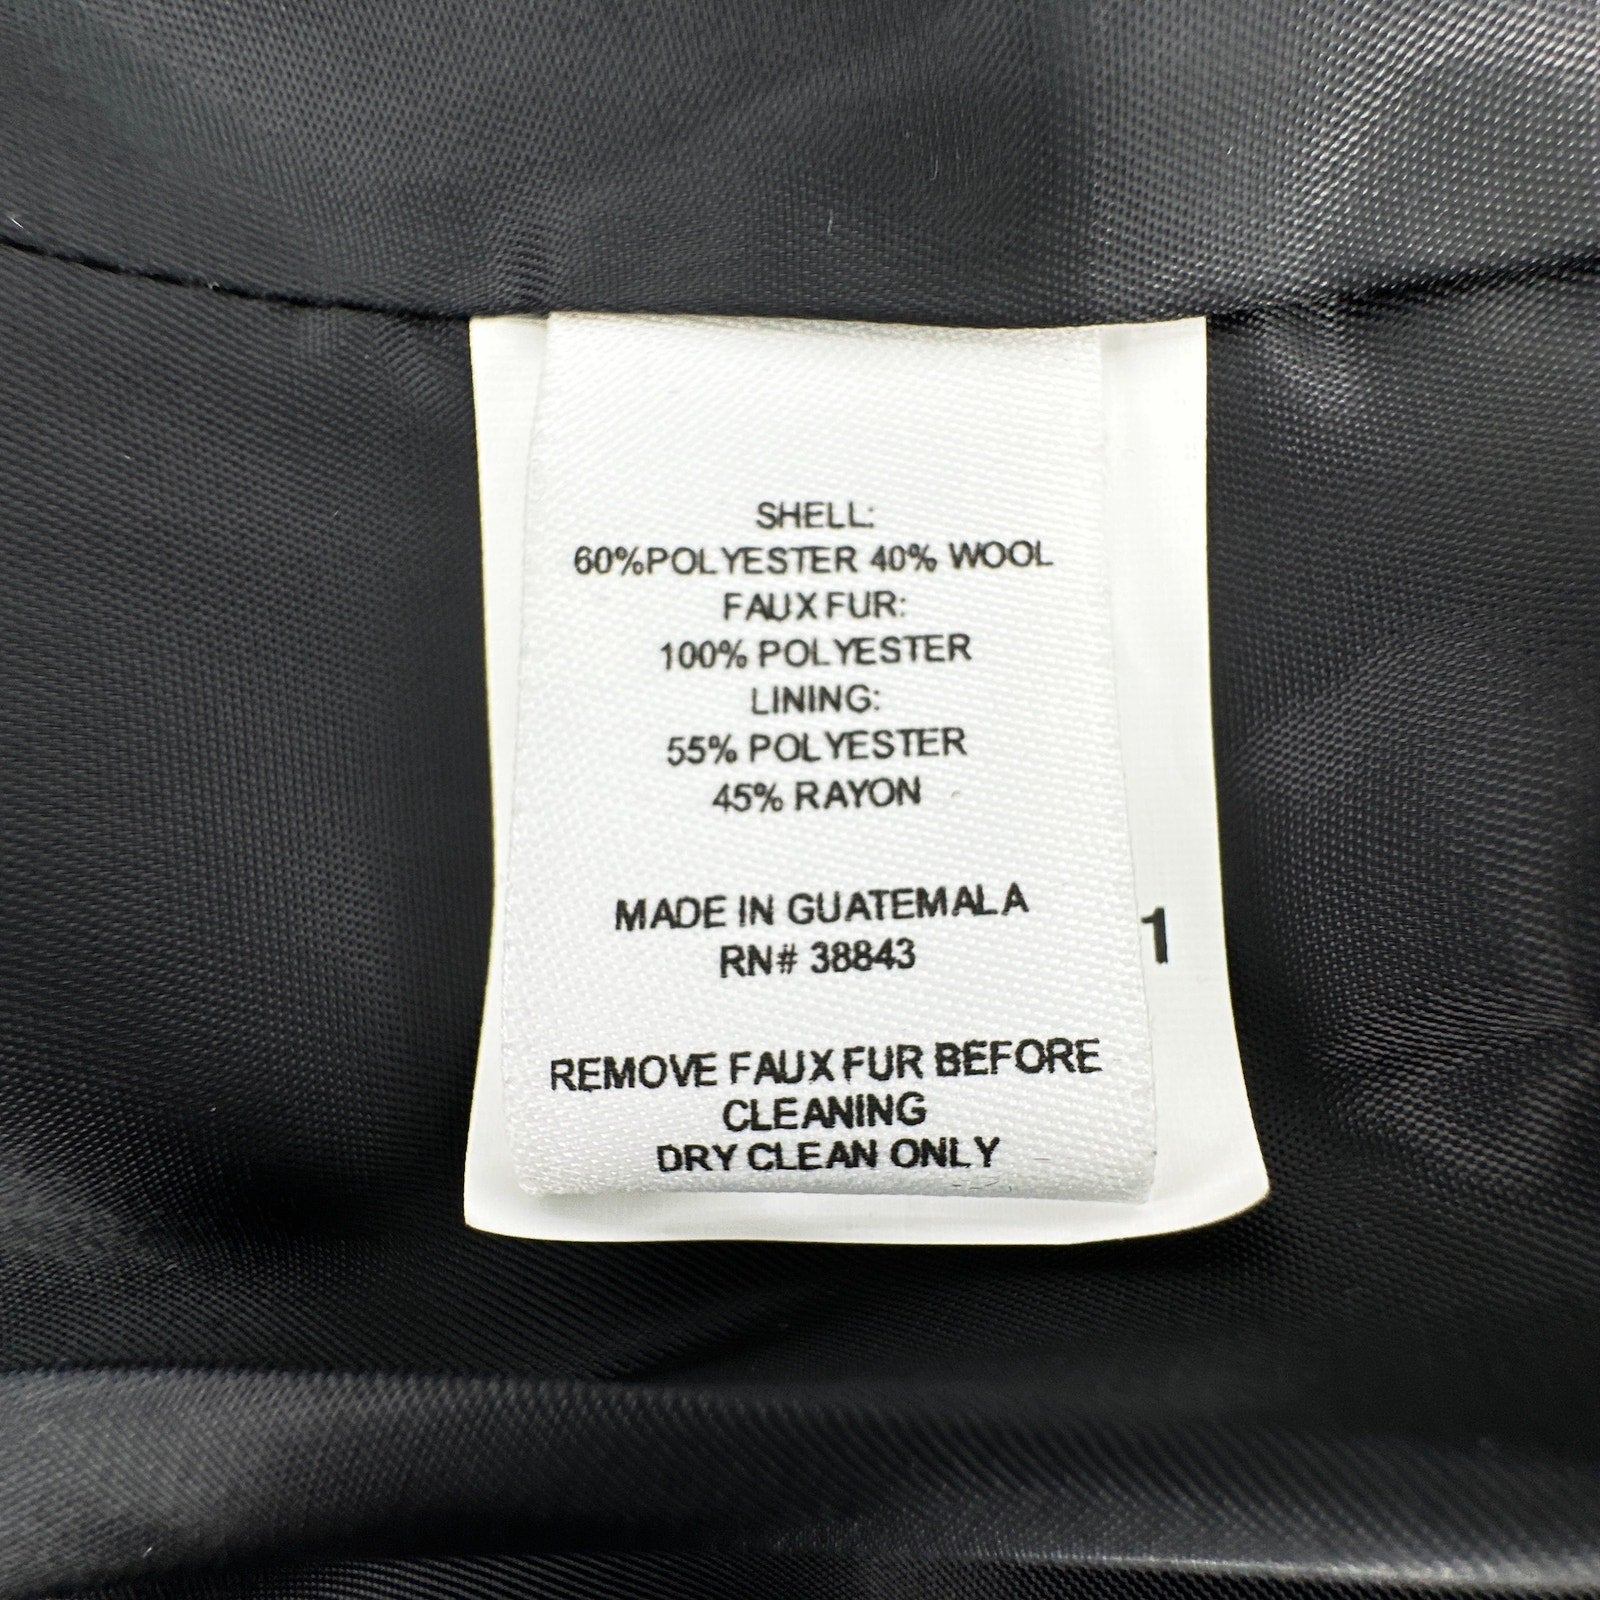 SHELL:
60%POLYESTER 40% WOOL
FAUX FUR:
100% POLYESTER
LINING:
55% POLYESTER
45% RAYON
MADE IN GUATEMALA
RN# 38843
REMOVE FAUX FUR BEFORE
CLEANING
DRY CLEAN ONLY
1